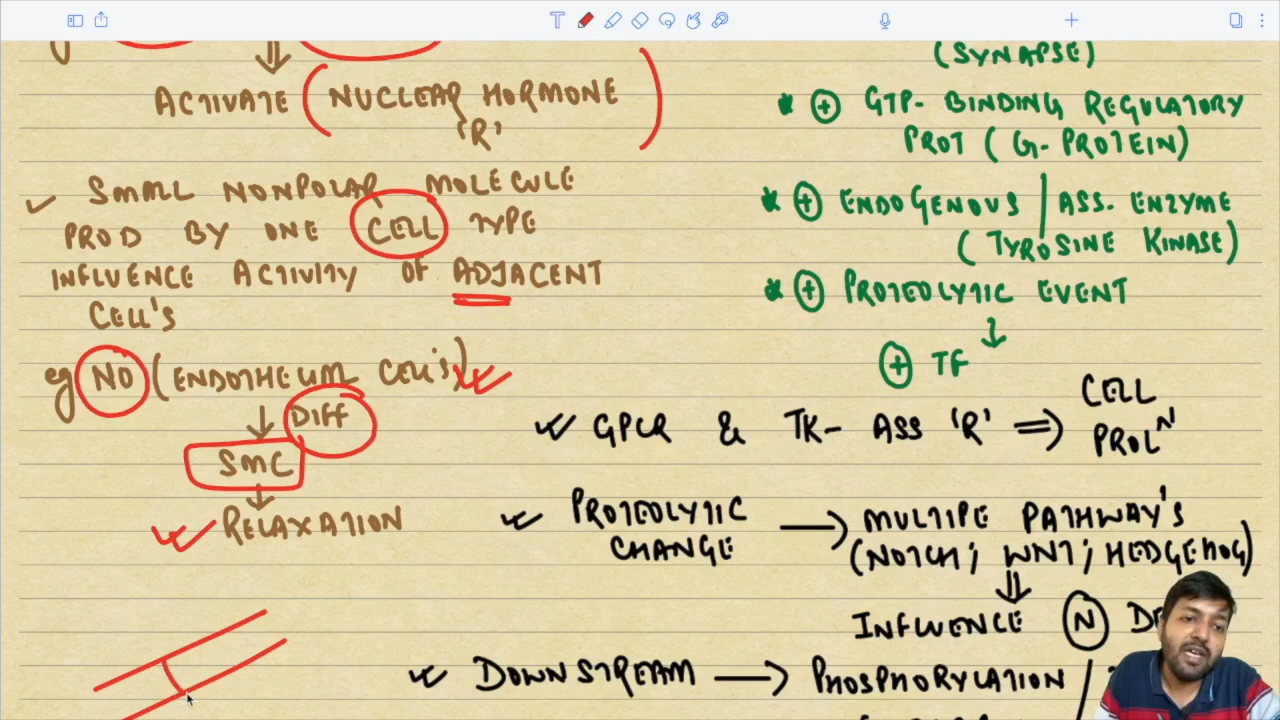 ACTIVATE (NUCLEAR HORMONE
'R')
✓ SMALL NONPOLAR MOLECULE
PROD BY ONE CELL TYPE
INFLUENCE ACTIVITY OF ADJACENT
CELL'S
eg NO (ENDOTHELIUM CELL'S)
↓ DIFF
SMC
↓
RELAXATION
(SYNAPSE)
* ⊕ GTP- BINDING REGULATORY
PROT ( G- PROTEIN)
* ⊕ ENDOGENOUS / ASS. ENZYME
( TYROSINE KINASE)
* ⊕ PROTEOLYTIC EVENT
↓
⊕ TF
✓ GPCR & TK- ASS 'R' ⇒ CELL
PROLᴺ
✓ PROTEOLYTIC CHANGE → MULTIPE PATHWAY'S
(NOTCH; WNT; HEDGEHOG)
⇓
INFLUENCE N
✓ DOWNSTREAM → PHOSPHORYLATION /